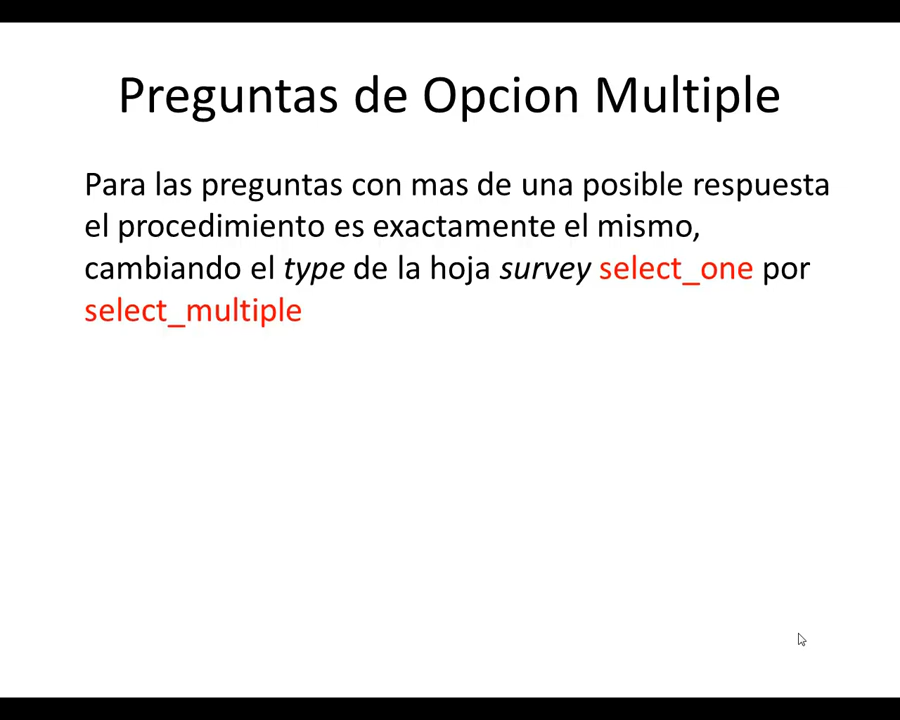 Preguntas de Opcion Multiple
Para las preguntas con mas de una posible respuesta
el procedimiento es exactamente el mismo,
cambiando el type de la hoja survey select_one por
select_multiple